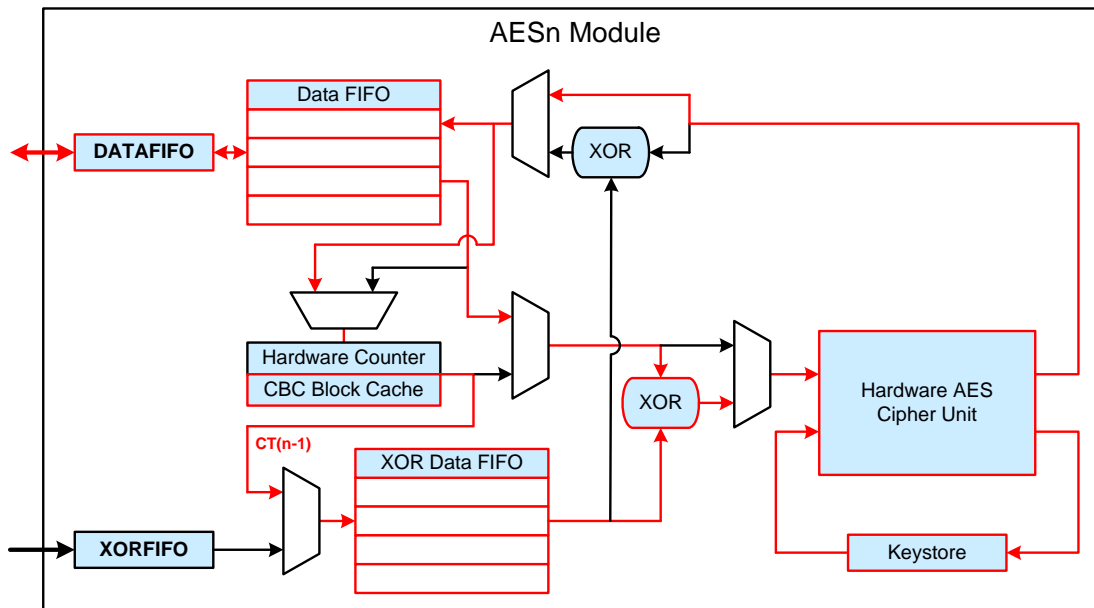 AESn Module
Data FIFO
DATAFIFO
XOR
Hardware Counter
CBC Block Cache
XOR
Hardware AES
Cipher Unit
CT(n-1)
XOR Data FIFO
XORFIFO
Keystore